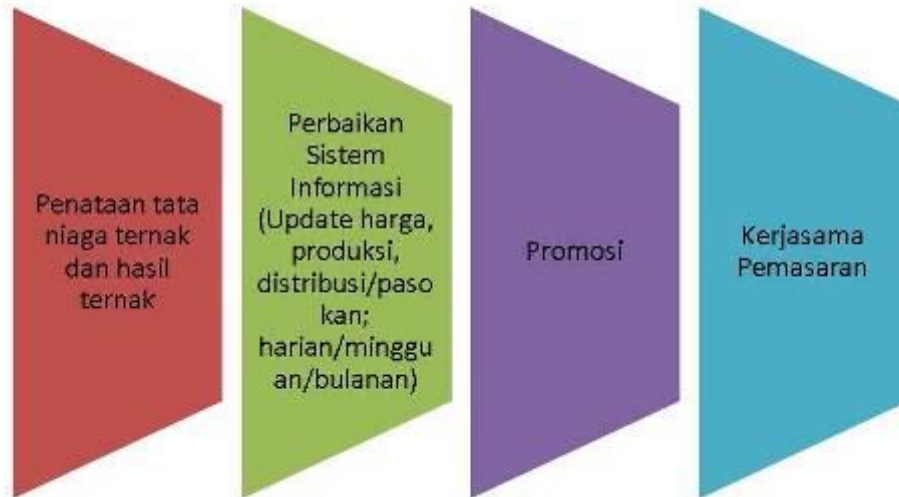 Penataan tata
niaga ternak
dan hasil
ternak
Perbaikan
Sistem
Informasi
(Update harga,
produksi,
distribusi/paso
kan;
harian/minggu
an/bulanan)
Promosi
Kerjasama
Pemasaran